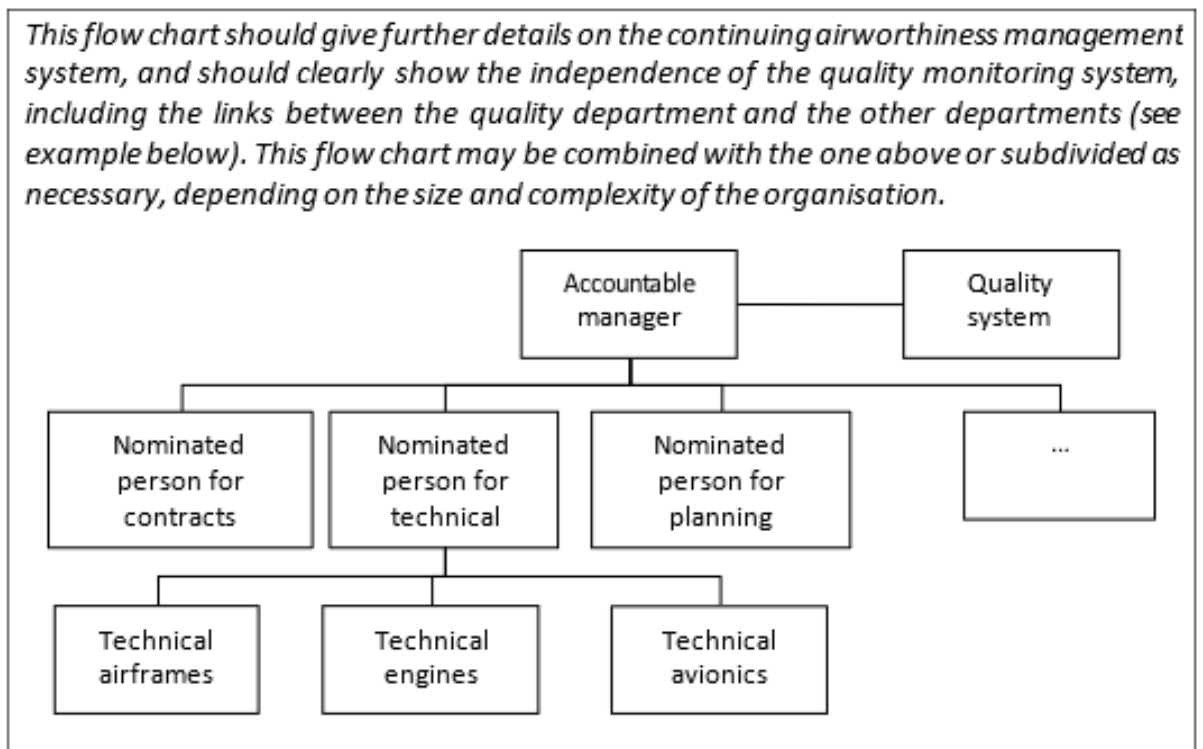 This flow chart should give further details on the continuing airworthiness management
system, and should clearly show the independence of the quality monitoring system,
including the links between the quality department and the other departments (see
example below). This flow chart may be combined with the one above or subdivided as
necessary, depending on the size and complexity of the organisation.
Accountable
manager
Quality
system
Nominated
person for
contracts
Nominated
person for
technical
Nominated
person for
planning
...
Technical
airframes
Technical
engines
Technical
avionics